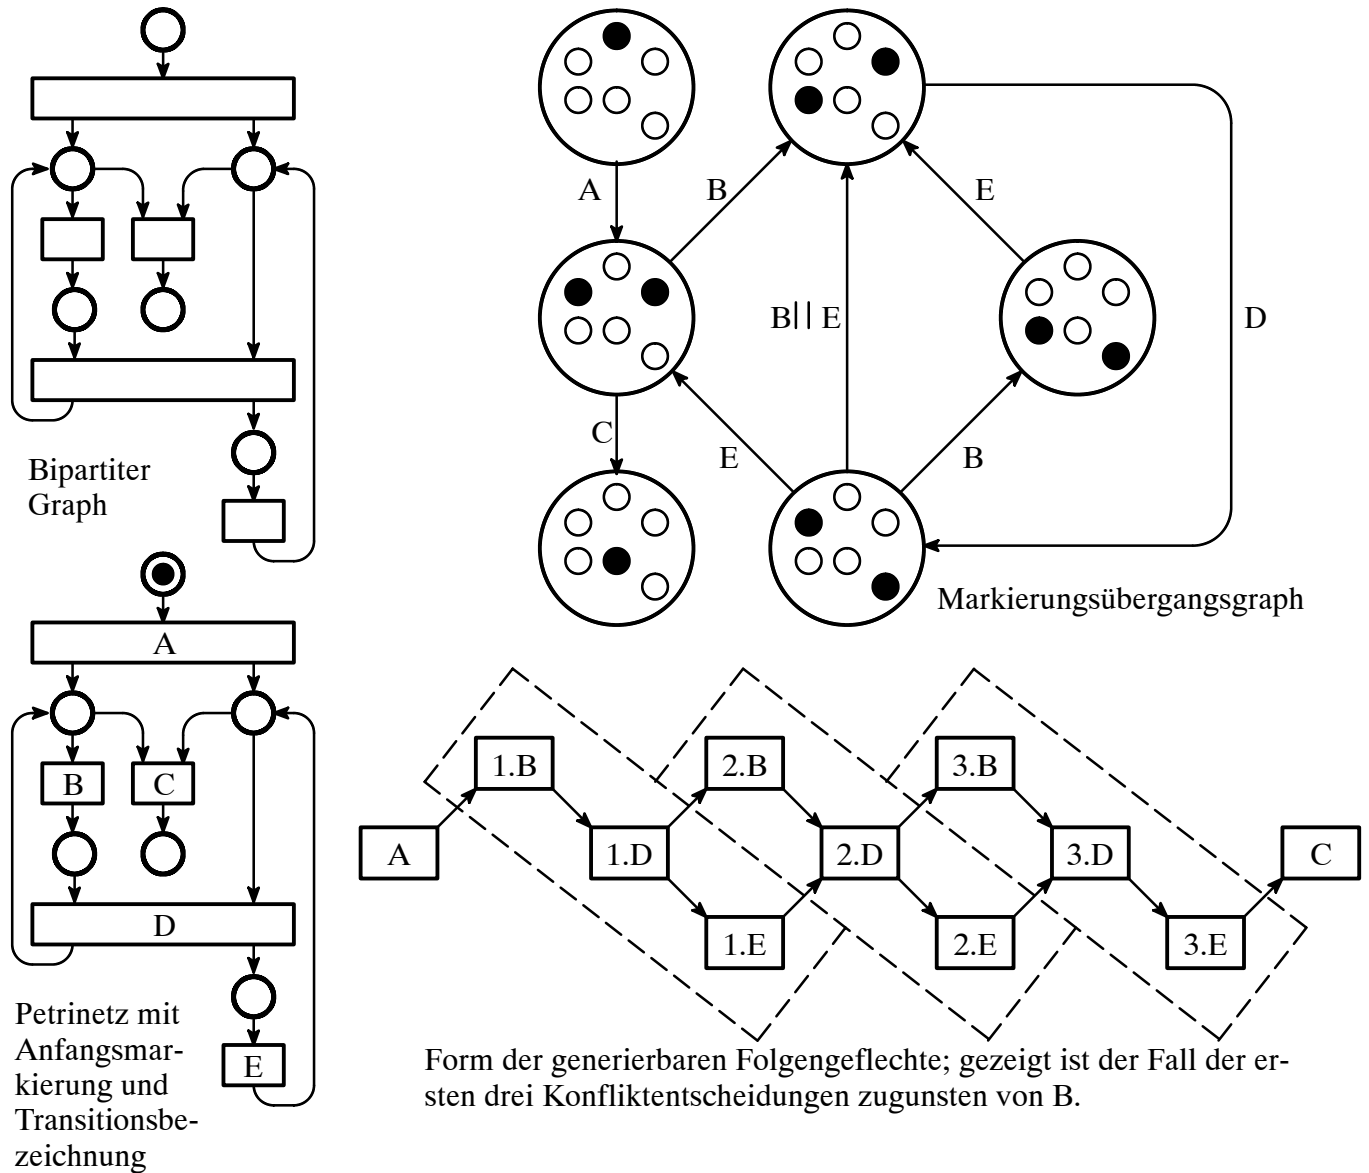 Bipartiter
Graph
A
B
C
D
E
Petrinetz mit
Anfangsmar-
kierung und
Transitionsbe-
zeichnung
A
B
E
B|| E
D
C
E
B
Markierungsübergangsgraph
1.B
2.B
3.B
A
1.D
2.D
3.D
C
1.E
2.E
3.E
Form der generierbaren Folgengeflechte; gezeigt ist der Fall der er-
sten drei Konfliktentscheidungen zugunsten von B.